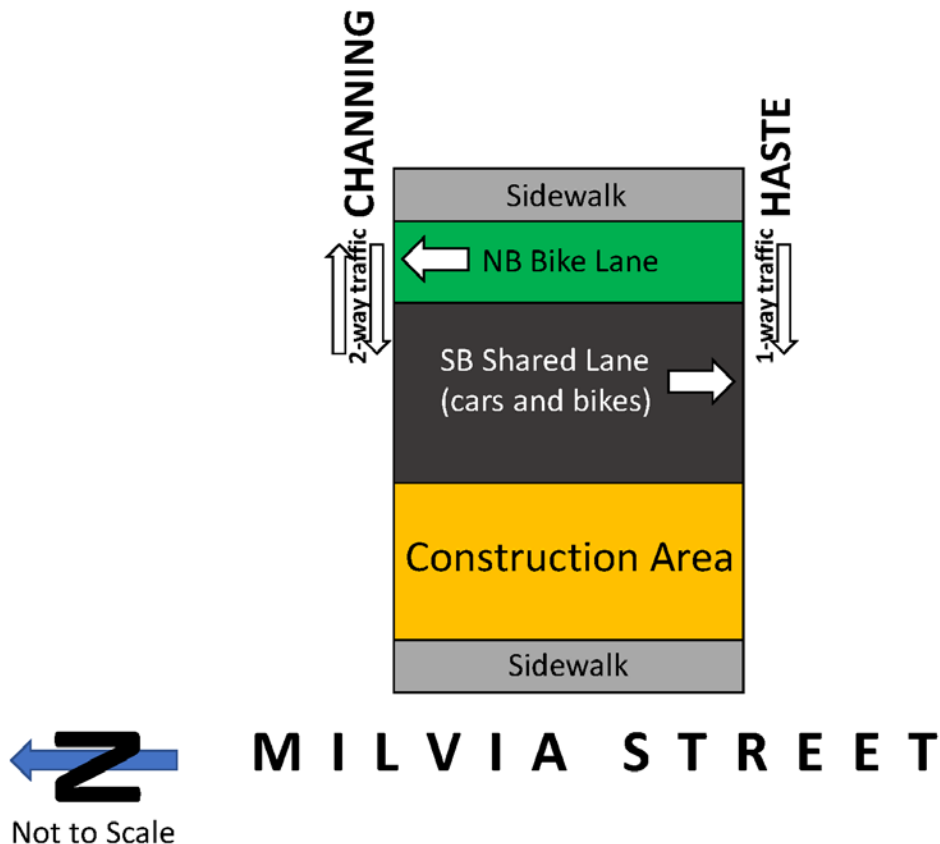 CHANNING
2-way traffic
HASTE
1-way traffic
Sidewalk
NB Bike Lane
SB Shared Lane
(cars and bikes)
Construction Area
Sidewalk
N
MILVIA STREET
Not to Scale